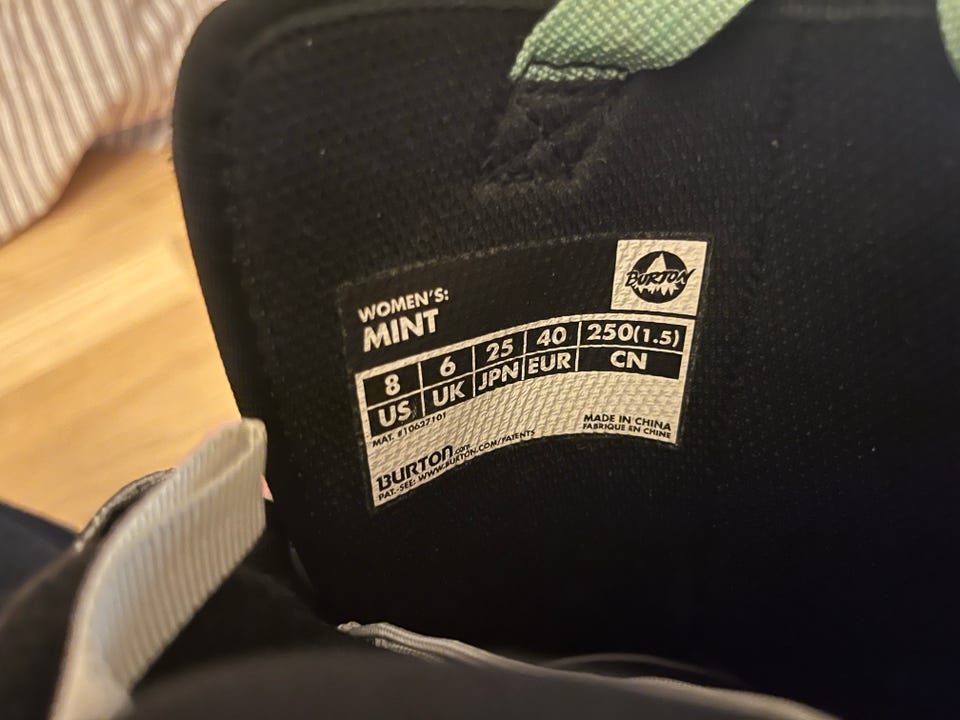 BURTON
WOMEN'S:
MINT
8 6 25 40 250(1.5)
US UK JPN EUR CN
MAT. #10627101
MADE IN CHINA
FABRIQUE EN CHINE
BURTON.com
PAT.-SEE: WWW.BURTON.COM/PATENTS